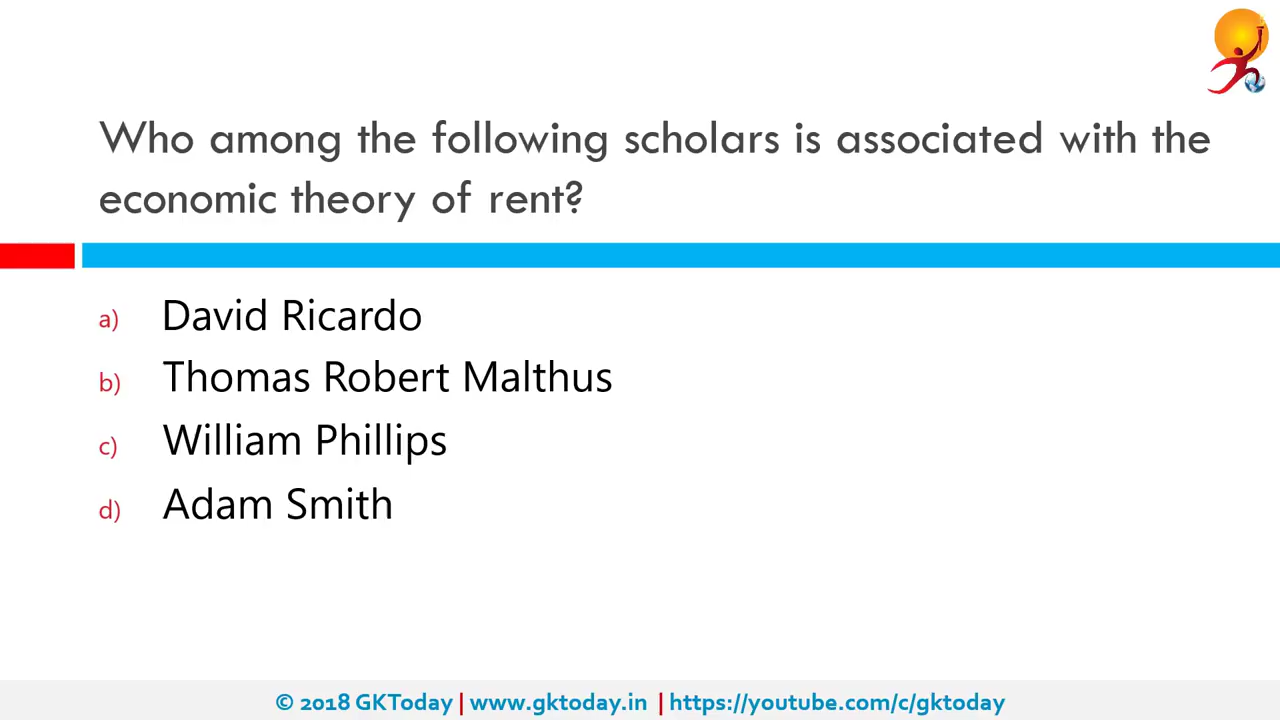 Who among the following scholars is associated with the
economic theory of rent?
a) David Ricardo
b) Thomas Robert Malthus
c) William Phillips
d) Adam Smith
© 2018 GKToday | www.gktoday.in | https://youtube.com/c/gktoday